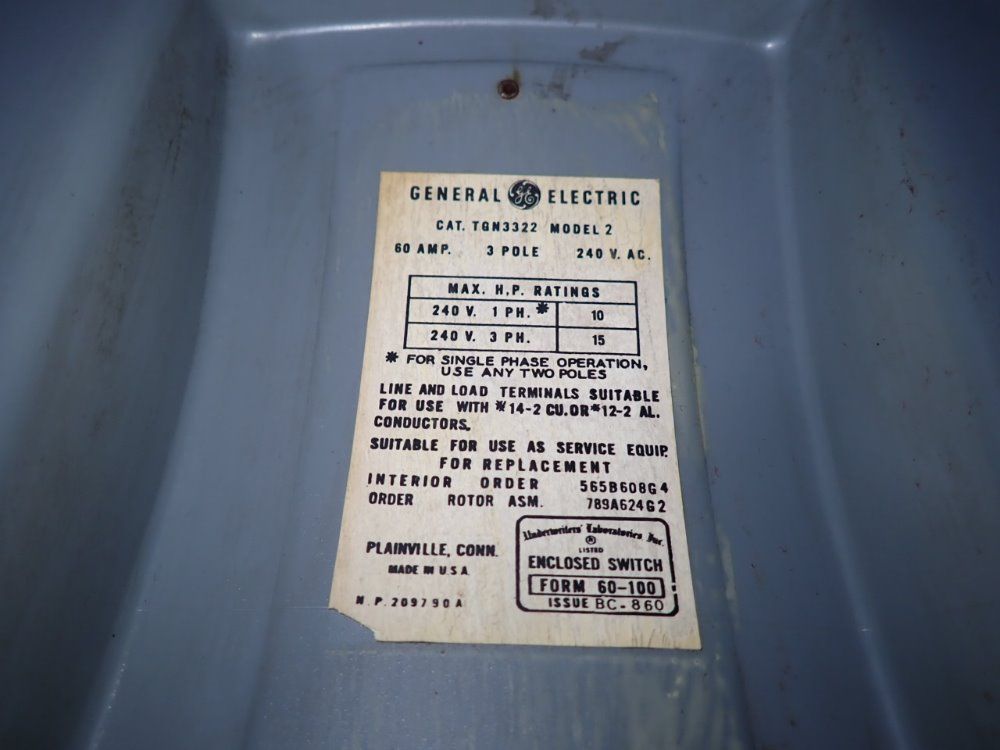 GENERAL GE ELECTRIC
CAT. TGN3322 MODEL 2
60 AMP. 3 POLE 240 V. AC.
MAX. H.P. RATINGS
240 V. 1 PH. * 10
240 V. 3 PH. 15
* FOR SINGLE PHASE OPERATION,
USE ANY TWO POLES
LINE AND LOAD TERMINALS SUITABLE
FOR USE WITH #14-2 CU. OR #12-2 AL.
CONDUCTORS.
SUITABLE FOR USE AS SERVICE EQUIP.
FOR REPLACEMENT
INTERIOR ORDER 565B608G4
ORDER ROTOR ASM. 789A624G2
PLAINVILLE, CONN.
MADE IN U.S.A.
N.P. 209790A
Underwriters' Laboratories Inc.
®
LISTED
ENCLOSED SWITCH
FORM 60-100
ISSUE BC-860